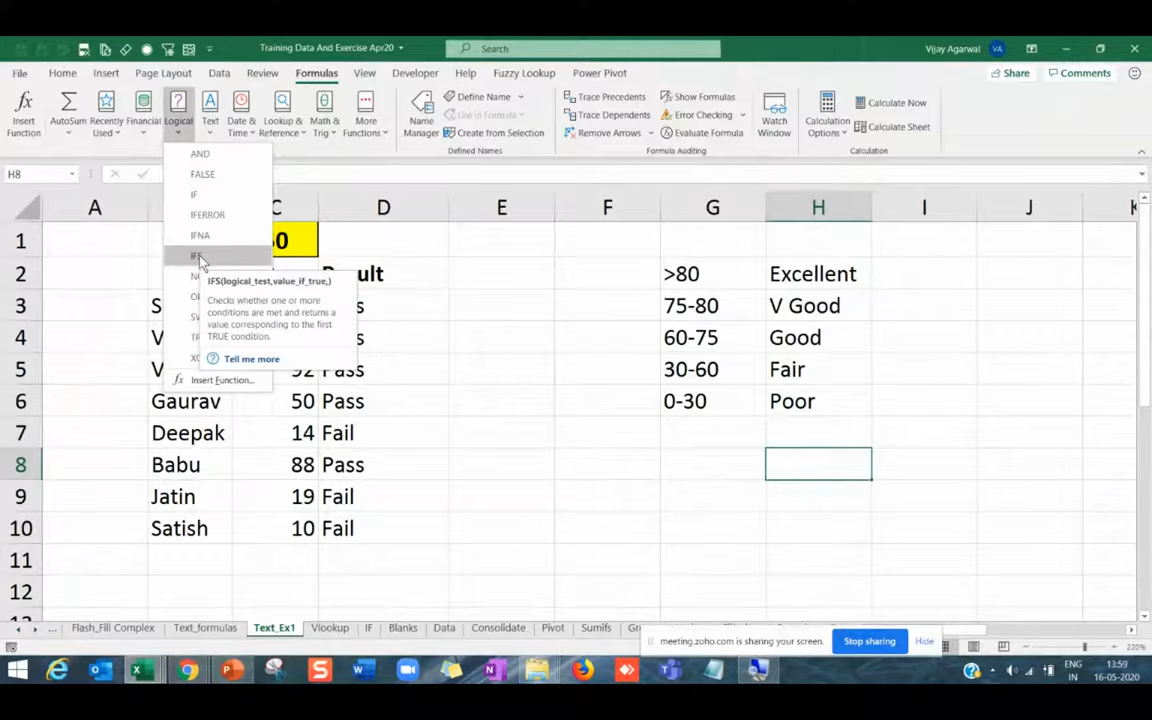 Training Data And Exercise Apr20
Search
Vijay Agarwal VA
File Home Insert Page Layout Data Review Formulas View Developer Help Fuzzy Lookup Power Pivot Share Comments
Insert Function
AutoSum
Recently Used
Financial
Logical
Text
Date & Time
Lookup & Reference
Math & Trig
More Functions
Name Manager
Define Name
Use in Formula
Create from Selection
Defined Names
Trace Precedents
Trace Dependents
Remove Arrows
Show Formulas
Error Checking
Evaluate Formula
Formula Auditing
Watch Window
Calculation Options
Calculate Now
Calculate Sheet
Calculation
H8
AND
FALSE
IF
IFERROR
IFNA
IFS
Insert Function...
IFS(logical_test,value_if_true,)
Checks whether one or more
conditions are met and returns a
value corresponding to the first
TRUE condition.
Tell me more
A C D E F G H I J K
1
2 >80 Excellent
3 75-80 V Good
4 60-75 Good
5 Pass 30-60 Fair
6 Gaurav 50 Pass 0-30 Poor
7 Deepak 14 Fail
8 Babu 88 Pass
9 Jatin 19 Fail
10 Satish 10 Fail
11
12
... Flash_Fill Complex Text_formulas Text_Ex1 Vlookup IF Blanks Data Consolidate Pivot Sumifs
meeting.zoho.com is sharing your screen. Stop sharing Hide
220%
ENG
IN
13:59
16-05-2020